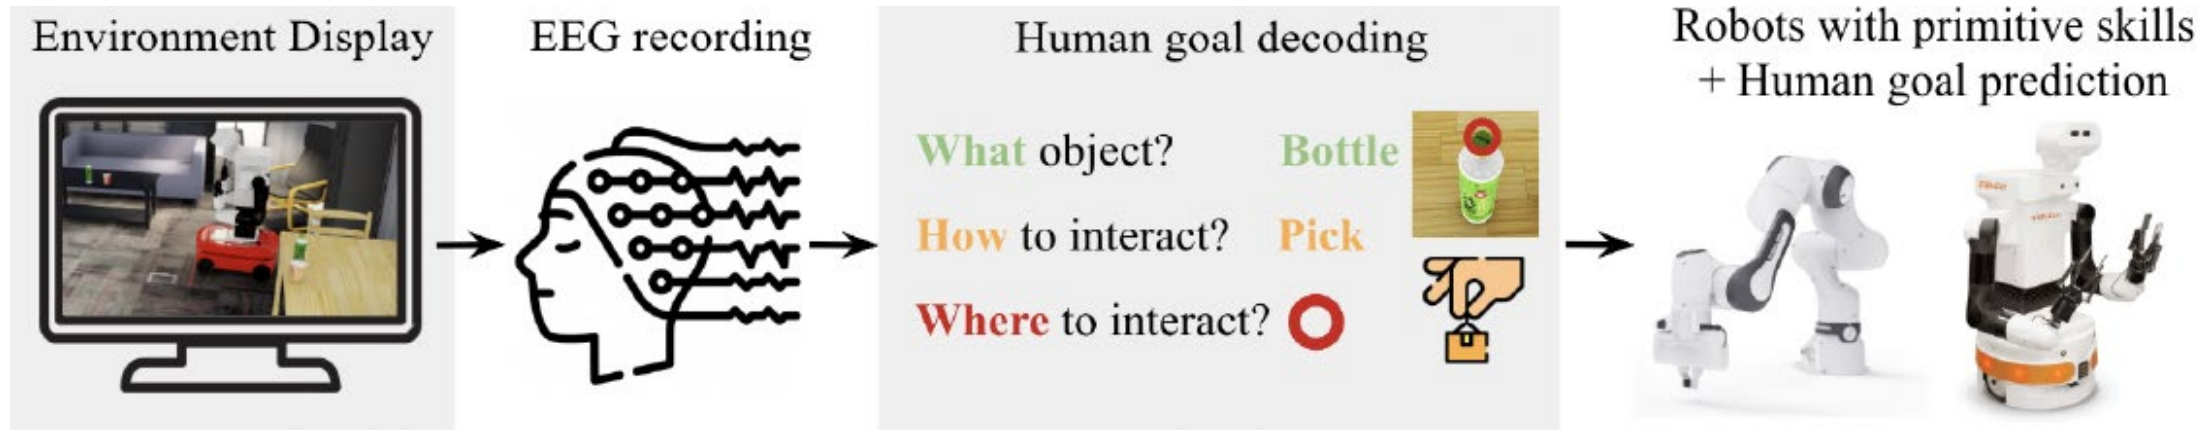 Environment Display
EEG recording
Human goal decoding
What object? Bottle
How to interact? Pick
Where to interact?
Robots with primitive skills
+ Human goal prediction